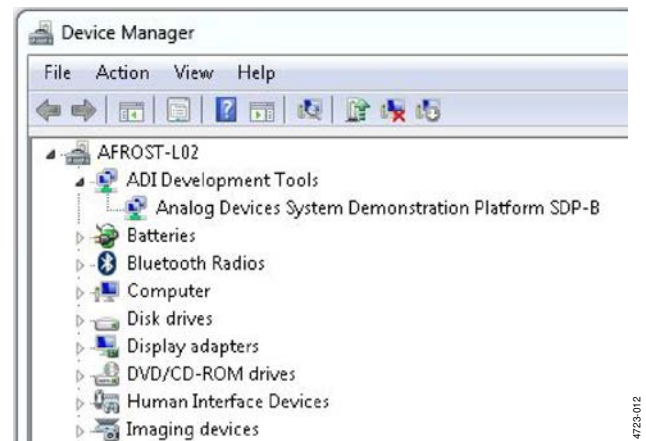 Device Manager
File Action View Help
AFROST-L02
ADI Development Tools
Analog Devices System Demonstration Platform SDP-B
Batteries
Bluetooth Radios
Computer
Disk drives
Display adapters
DVD/CD-ROM drives
Human Interface Devices
Imaging devices
4723-012